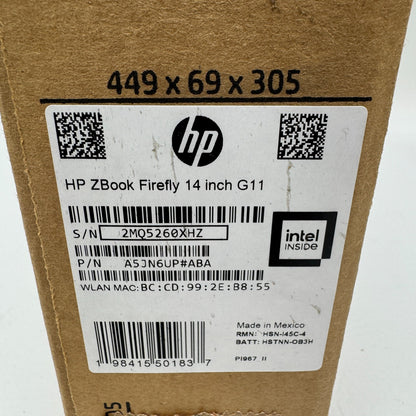 449 x 69 x 305
hp
HP ZBook Firefly 14 inch G11
S/N 2MQ5260XHZ
intel
INSIDE
P/N A5JN6UP#ABA
WLAN MAC:BC:CD:99:2E:B8:55
Made in Mexico
RMN: HSN-I45C-4
BATT: HSTNN-OB3H
PI967 II
1 98415 50183 7